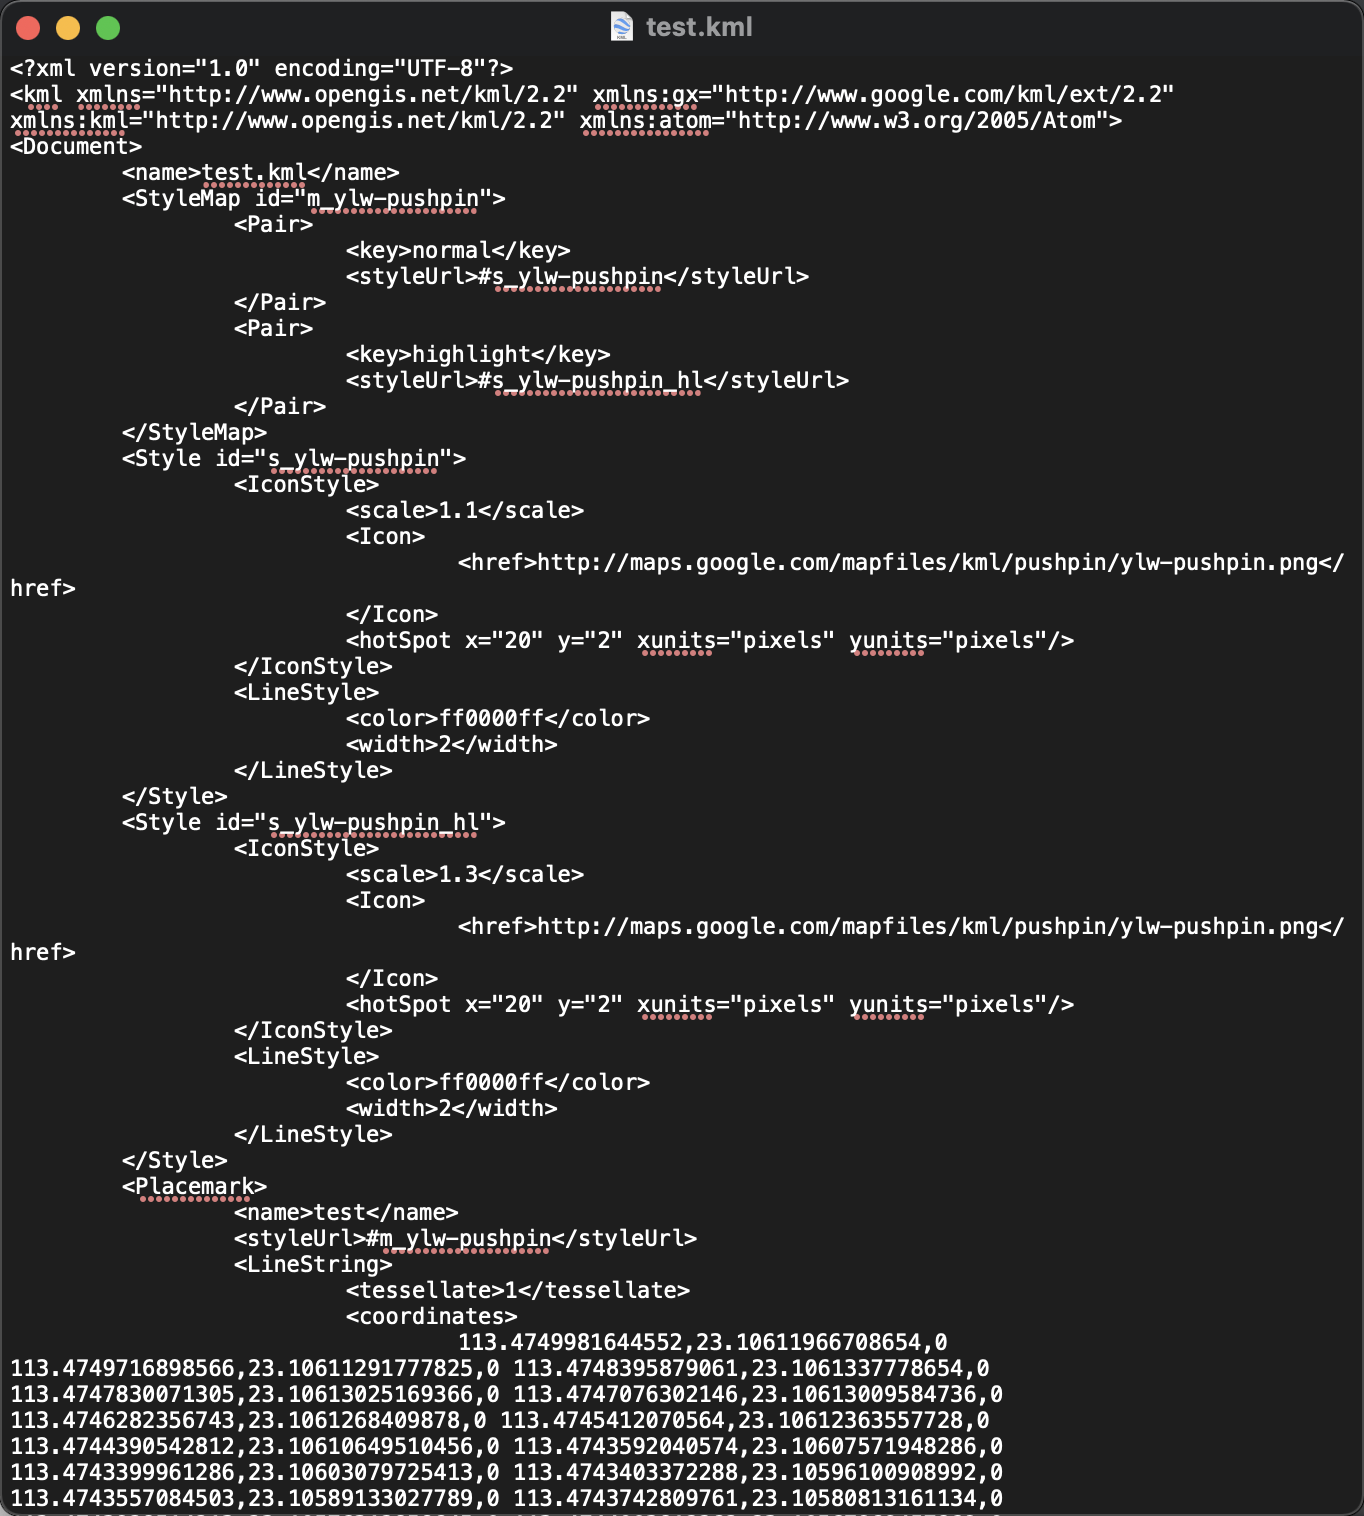 test.kml
<?xml version="1.0" encoding="UTF-8"?>
<kml xmlns="http://www.opengis.net/kml/2.2" xmlns:gx="http://www.google.com/kml/ext/2.2"
xmlns:kml="http://www.opengis.net/kml/2.2" xmlns:atom="http://www.w3.org/2005/Atom">
<Document>
<name>test.kml</name>
<StyleMap id="m_ylw-pushpin">
<Pair>
<key>normal</key>
<styleUrl>#s_ylw-pushpin</styleUrl>
</Pair>
<Pair>
<key>highlight</key>
<styleUrl>#s_ylw-pushpin_hl</styleUrl>
</Pair>
</StyleMap>
<Style id="s_ylw-pushpin">
<IconStyle>
<scale>1.1</scale>
<Icon>
<href>http://maps.google.com/mapfiles/kml/pushpin/ylw-pushpin.png</
href>
</Icon>
<hotSpot x="20" y="2" xunits="pixels" yunits="pixels"/>
</IconStyle>
<LineStyle>
<color>ff0000ff</color>
<width>2</width>
</LineStyle>
</Style>
<Style id="s_ylw-pushpin_hl">
<IconStyle>
<scale>1.3</scale>
<Icon>
<href>http://maps.google.com/mapfiles/kml/pushpin/ylw-pushpin.png</
href>
</Icon>
<hotSpot x="20" y="2" xunits="pixels" yunits="pixels"/>
</IconStyle>
<LineStyle>
<color>ff0000ff</color>
<width>2</width>
</LineStyle>
</Style>
<Placemark>
<name>test</name>
<styleUrl>#m_ylw-pushpin</styleUrl>
<LineString>
<tessellate>1</tessellate>
<coordinates>
113.4749981644552,23.10611966708654,0
113.4749716898566,23.10611291777825,0 113.4748395879061,23.1061337778654,0
113.4747830071305,23.10613025169366,0 113.4747076302146,23.10613009584736,0
113.4746282356743,23.1061268409878,0 113.4745412070564,23.10612363557728,0
113.4744390542812,23.10610649510456,0 113.4743592040574,23.10607571948286,0
113.4743399961286,23.10603079725413,0 113.4743403372288,23.10596100908992,0
113.4743557084503,23.10589133027789,0 113.4743742809761,23.10580813161134,0